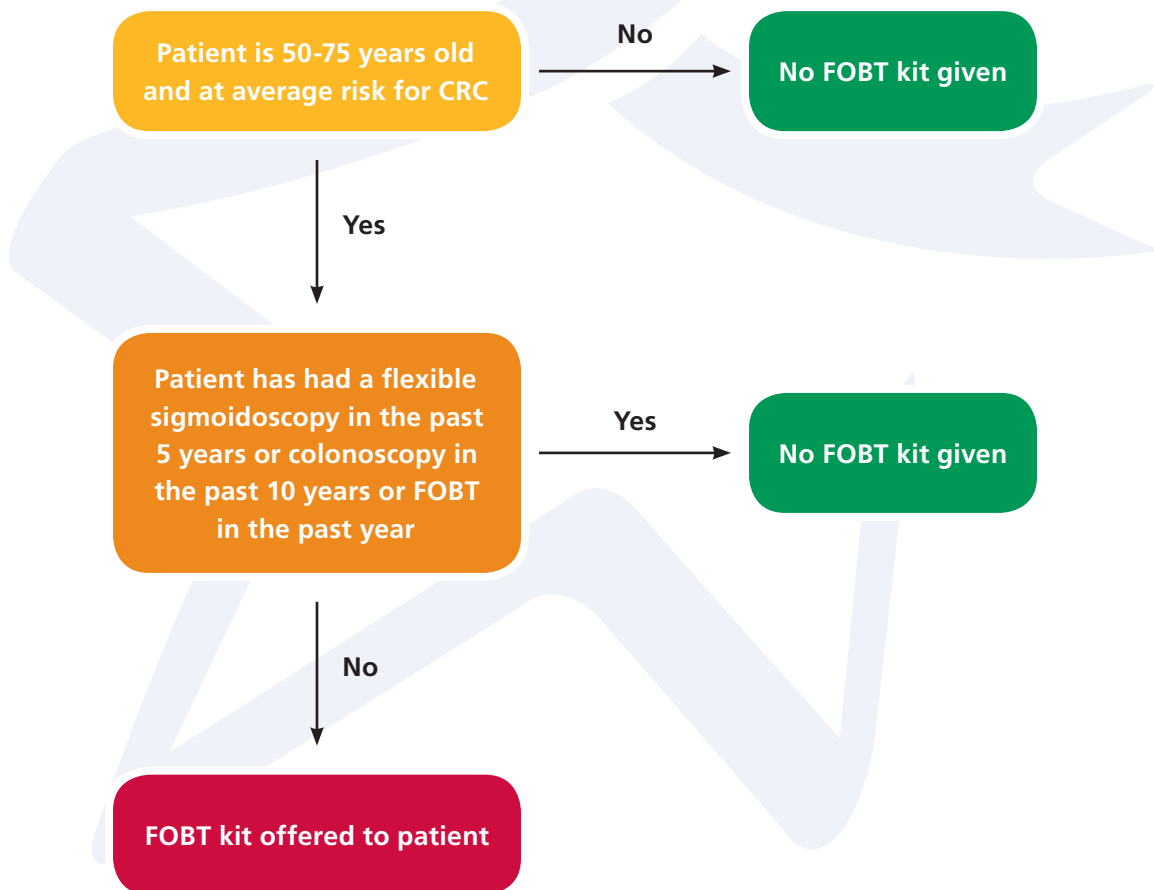 Patient is 50-75 years old
and at average risk for CRC
No
No FOBT kit given
Yes
Patient has had a flexible
sigmoidoscopy in the past
5 years or colonoscopy in
the past 10 years or FOBT
in the past year
Yes
No FOBT kit given
No
FOBT kit offered to patient